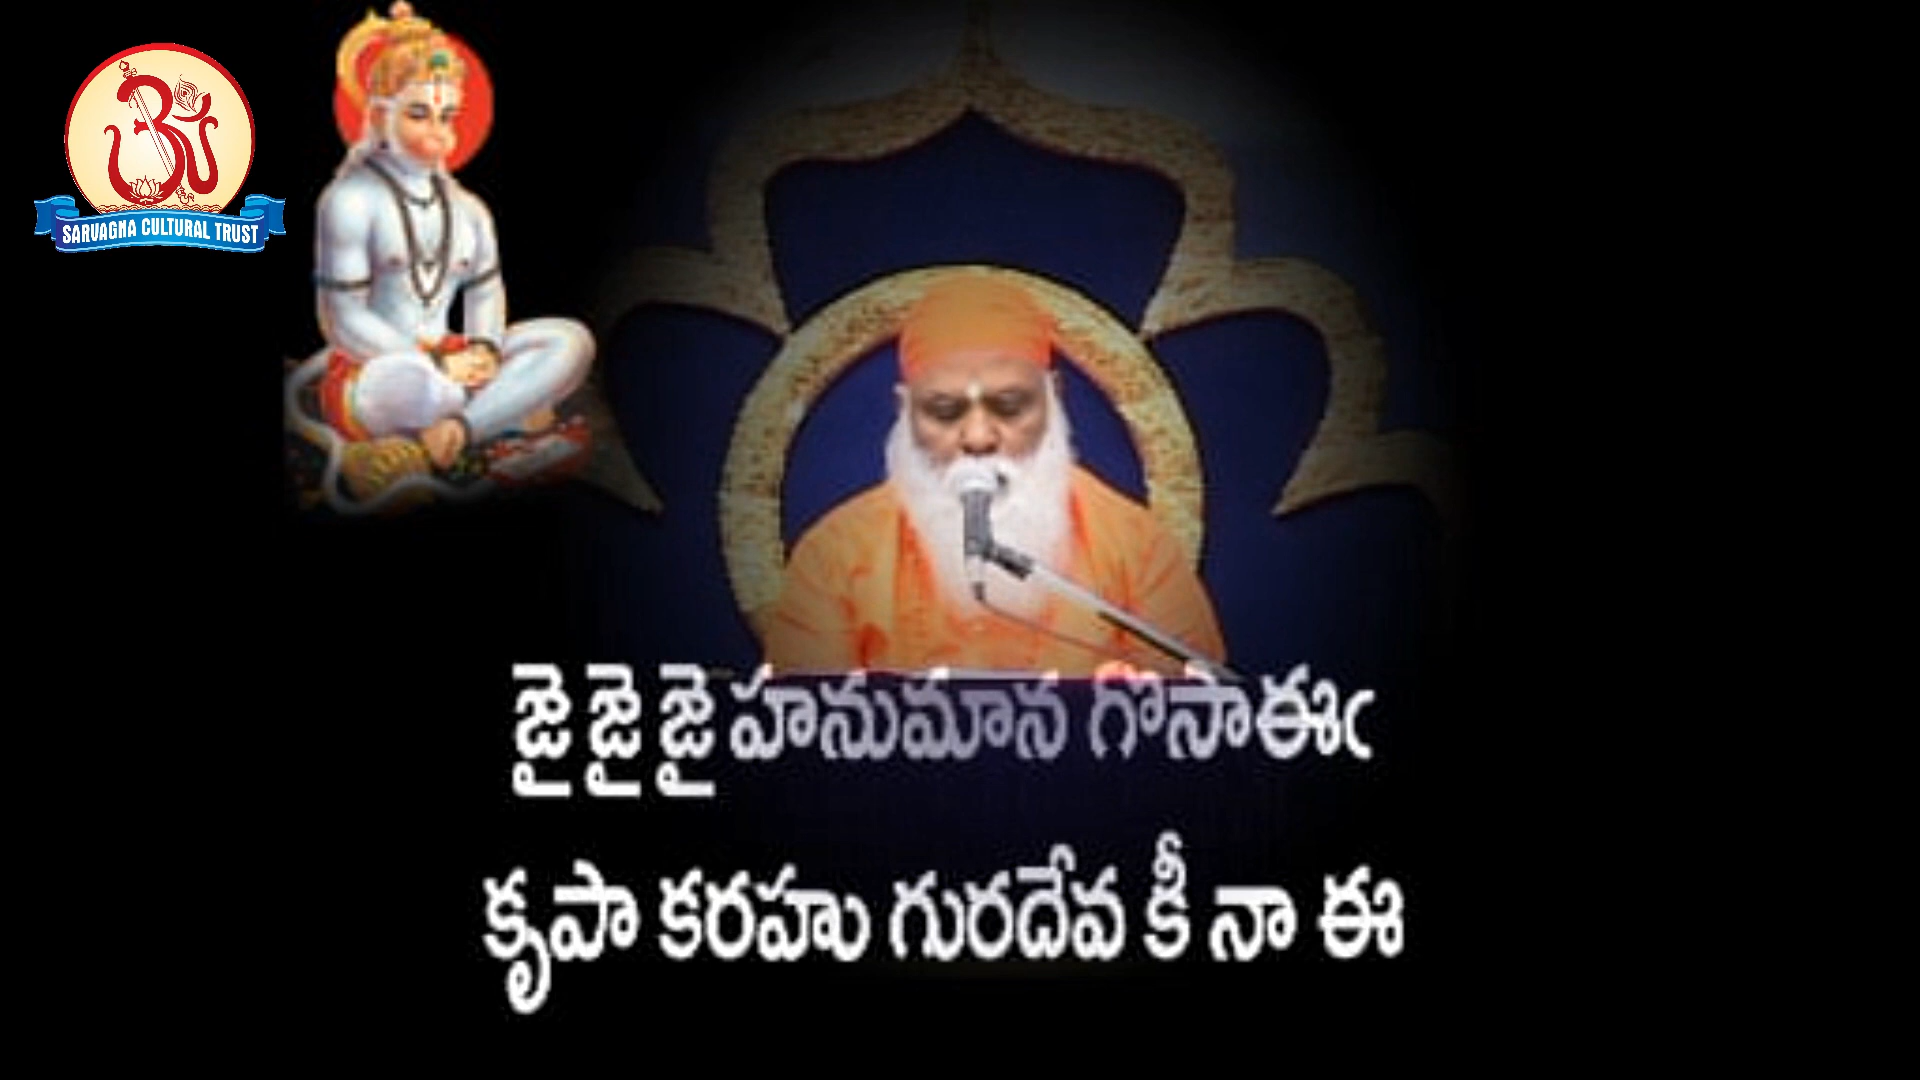 SARVAGNA CULTURAL TRUST
జై జై జై హనుమాన గొసాఈఁ
కృపా కరహు గురదేవ కీ నా ఈ